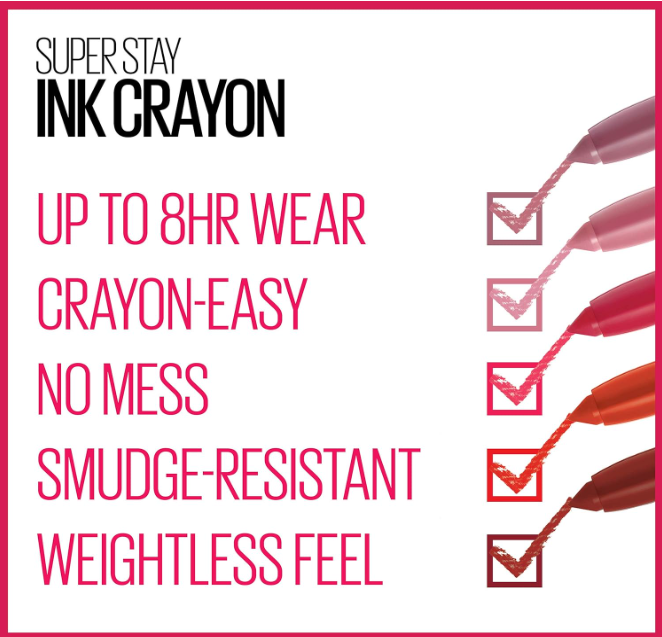 SUPER STAY
INK CRAYON
UP TO 8HR WEAR
CRAYON-EASY
NO MESS
SMUDGE-RESISTANT
WEIGHTLESS FEEL